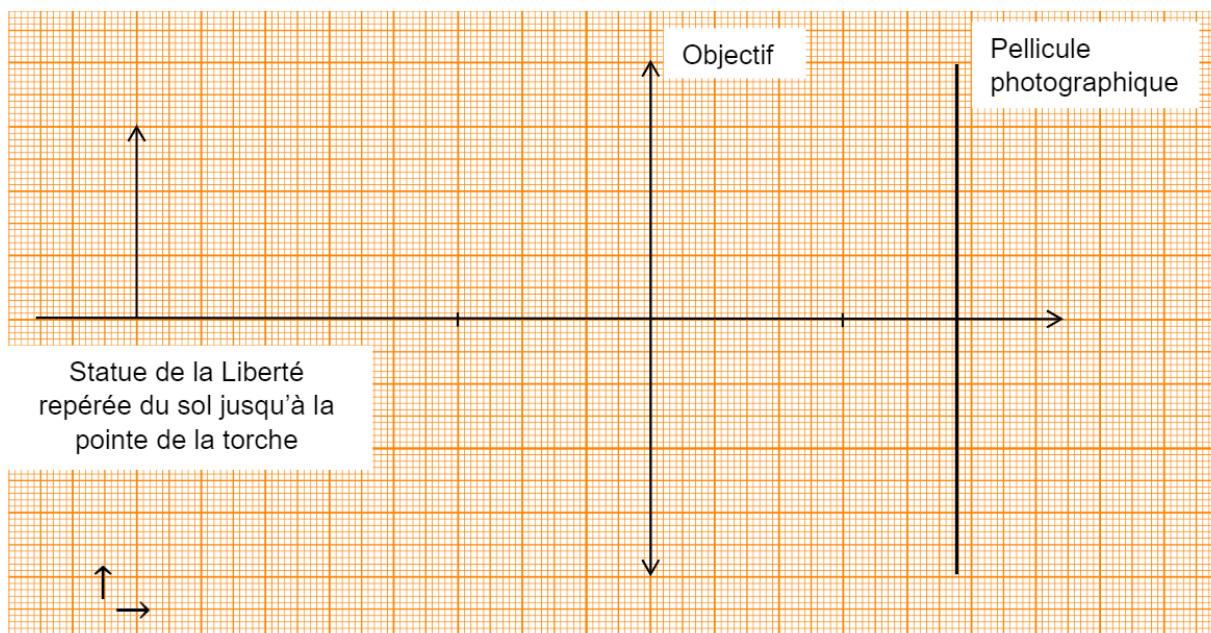 Objectif
Pellicule
photographique
Statue de la Liberté
repérée du sol jusqu'à la
pointe de la torche